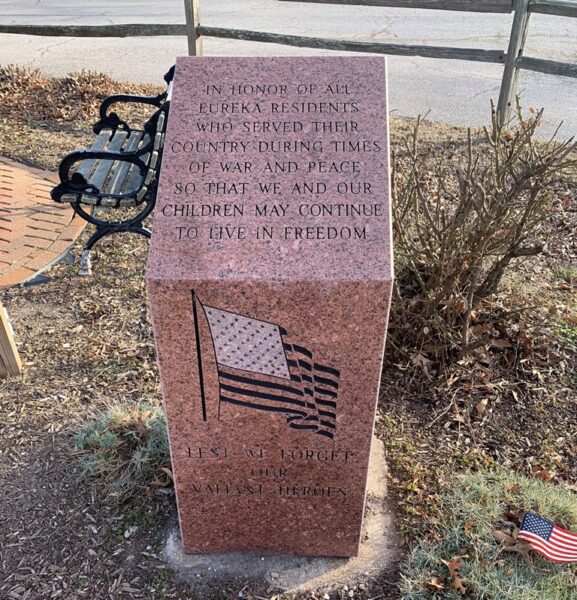 IN HONOR OF ALL
EUREKA RESIDENTS
WHO SERVED THEIR
COUNTRY DURING TIMES
OF WAR AND PEACE
SO THAT WE AND OUR
CHILDREN MAY CONTINUE
TO LIVE IN FREEDOM
LEST WE FORGET
OUR
VALIANT HEROES